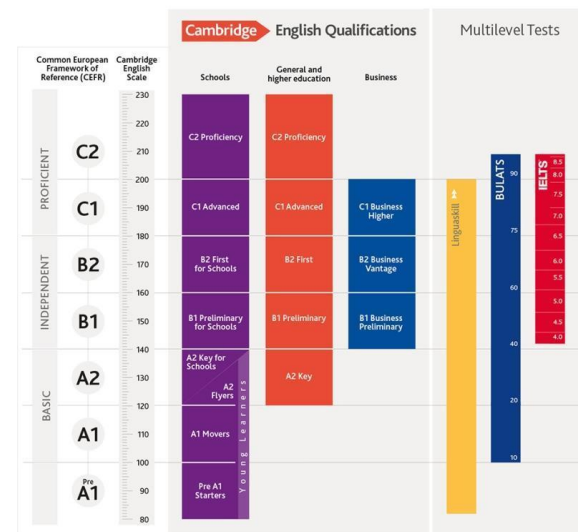 Cambridge English Qualifications
Multilevel Tests
Common European
Framework of
Reference (CEFR)
Cambridge
English
Scale
Schools
General and
higher education
Business
PROFICIENT
C2
C1
INDEPENDENT
B2
B1
BASIC
A2
A1
Pre
A1
230
220
210
200
190
180
170
160
150
140
130
120
110
100
90
80
C2 Proficiency
C1 Advanced
B2 First
for Schools
B1 Preliminary
for Schools
A2 Key for
Schools
A2
Flyers
A1 Movers
Pre A1
Starters
Young Learners
C2 Proficiency
C1 Advanced
B2 First
B1 Preliminary
A2 Key
C1 Business
Higher
B2 Business
Vantage
B1 Business
Preliminary
Linguaskill
BULATS
90
75
60
40
20
10
IELTS
8.5
8.0
7.5
7.0
6.5
6.0
5.5
5.0
4.5
4.0